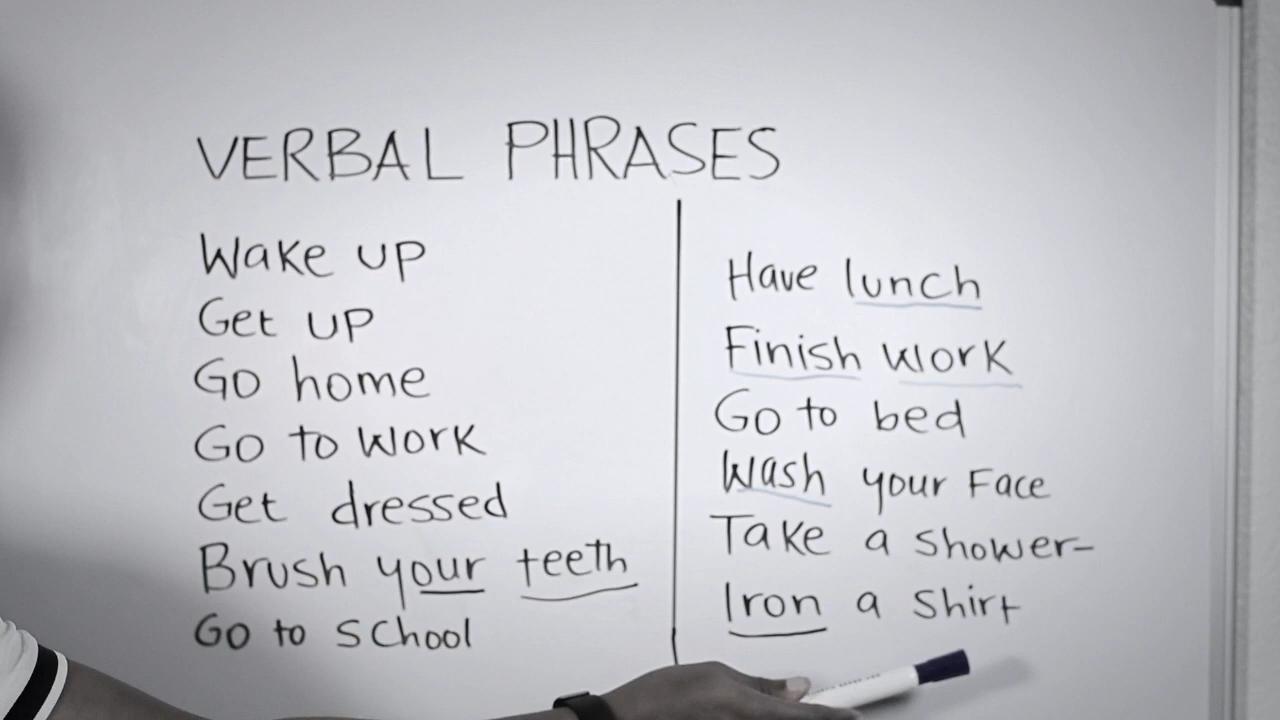 VERBAL PHRASES
Wake up
Get up
Go home
Go to work
Get dressed
Brush your teeth
Go to school
Have lunch
Finish work
Go to bed
Wash your Face
Take a shower-
Iron a shirt